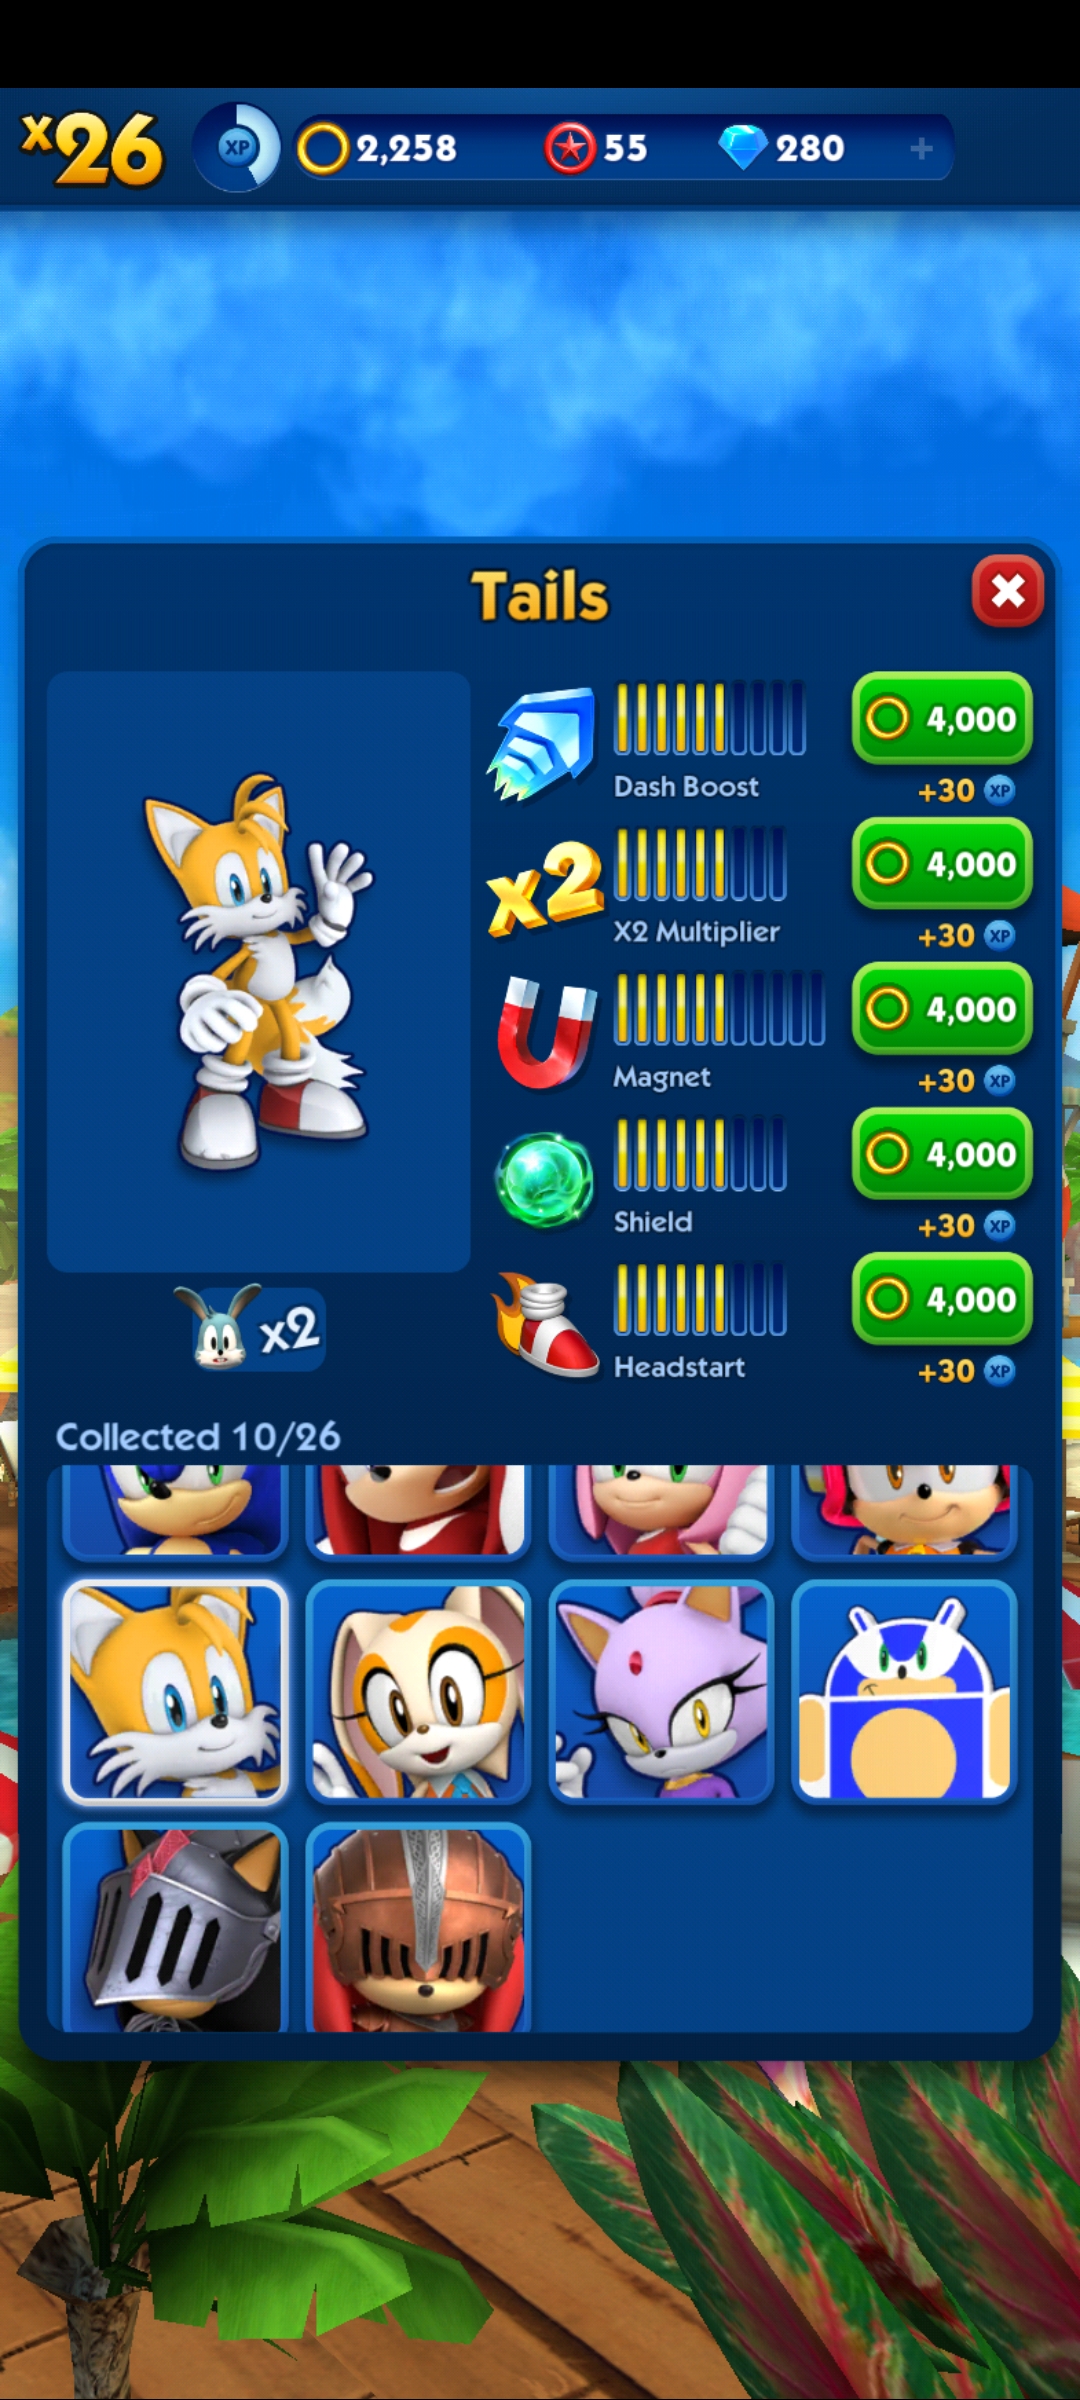 x26
XP
2,258
55
280
+
Tails
4,000
Dash Boost
+30 XP
x2
4,000
X2 Multiplier
+30 XP
4,000
Magnet
+30 XP
4,000
Shield
+30 XP
4,000
Headstart
+30 XP
x2
Collected 10/26